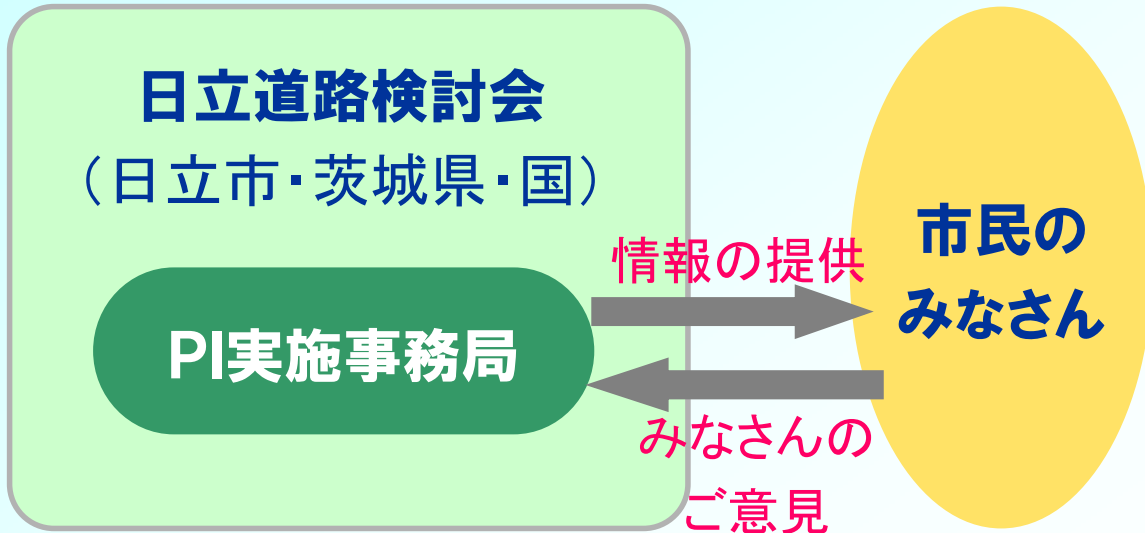 日立道路検討会
（日立市・茨城県・国）
PI実施事務局
情報の提供
みなさんの
ご意見
市民の
みなさん